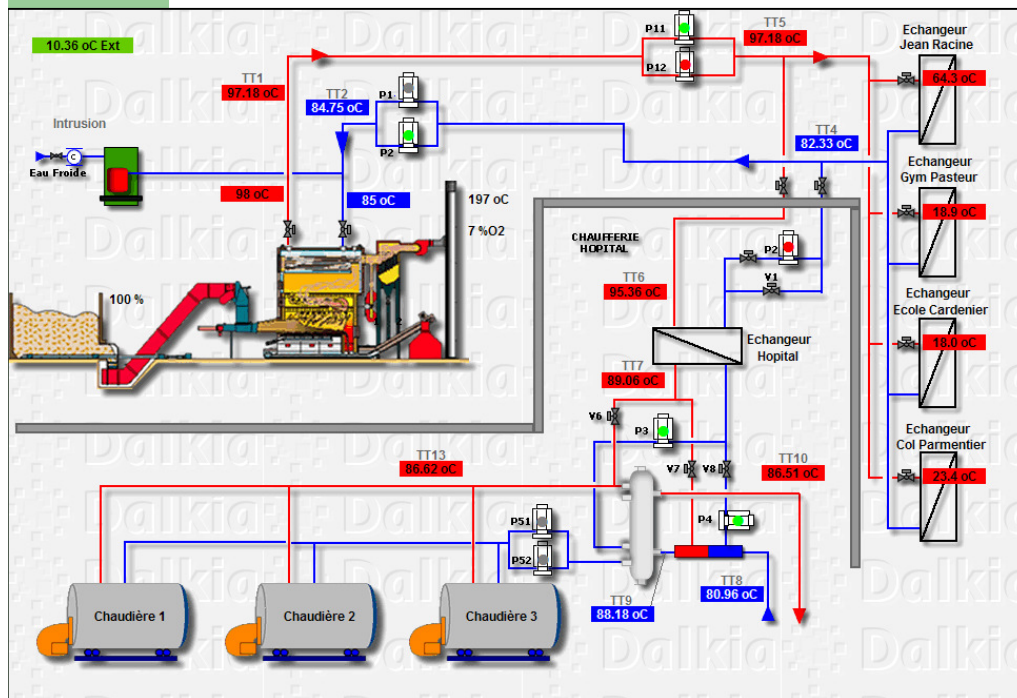 10.36 oC Ext
TT1
97.18 oC
TT2
84.75 oC
P1
P2
P11
P12
TT5
97.18 oC
Echangeur
Jean Racine
64.3 oC
Intrusion
C
Eau Froide
98 oC
85 oC
TT4
82.33 oC
Echangeur
Gym Pasteur
18.9 oC
197 oC
7 %O2
100 %
CHAUFFERIE
HOPITAL
P2
V1
TT6
95.36 oC
Echangeur
Hopital
Echangeur
Ecole Cardenier
18.0 oC
TT7
89.06 oC
V6
P3
Echangeur
Col Parmentier
23.4 oC
TT13
86.62 oC
V7
V8
TT10
86.51 oC
P51
P52
P4
TT9
88.18 oC
TT8
80.96 oC
Chaudière 1
Chaudière 2
Chaudière 3
Dalkia